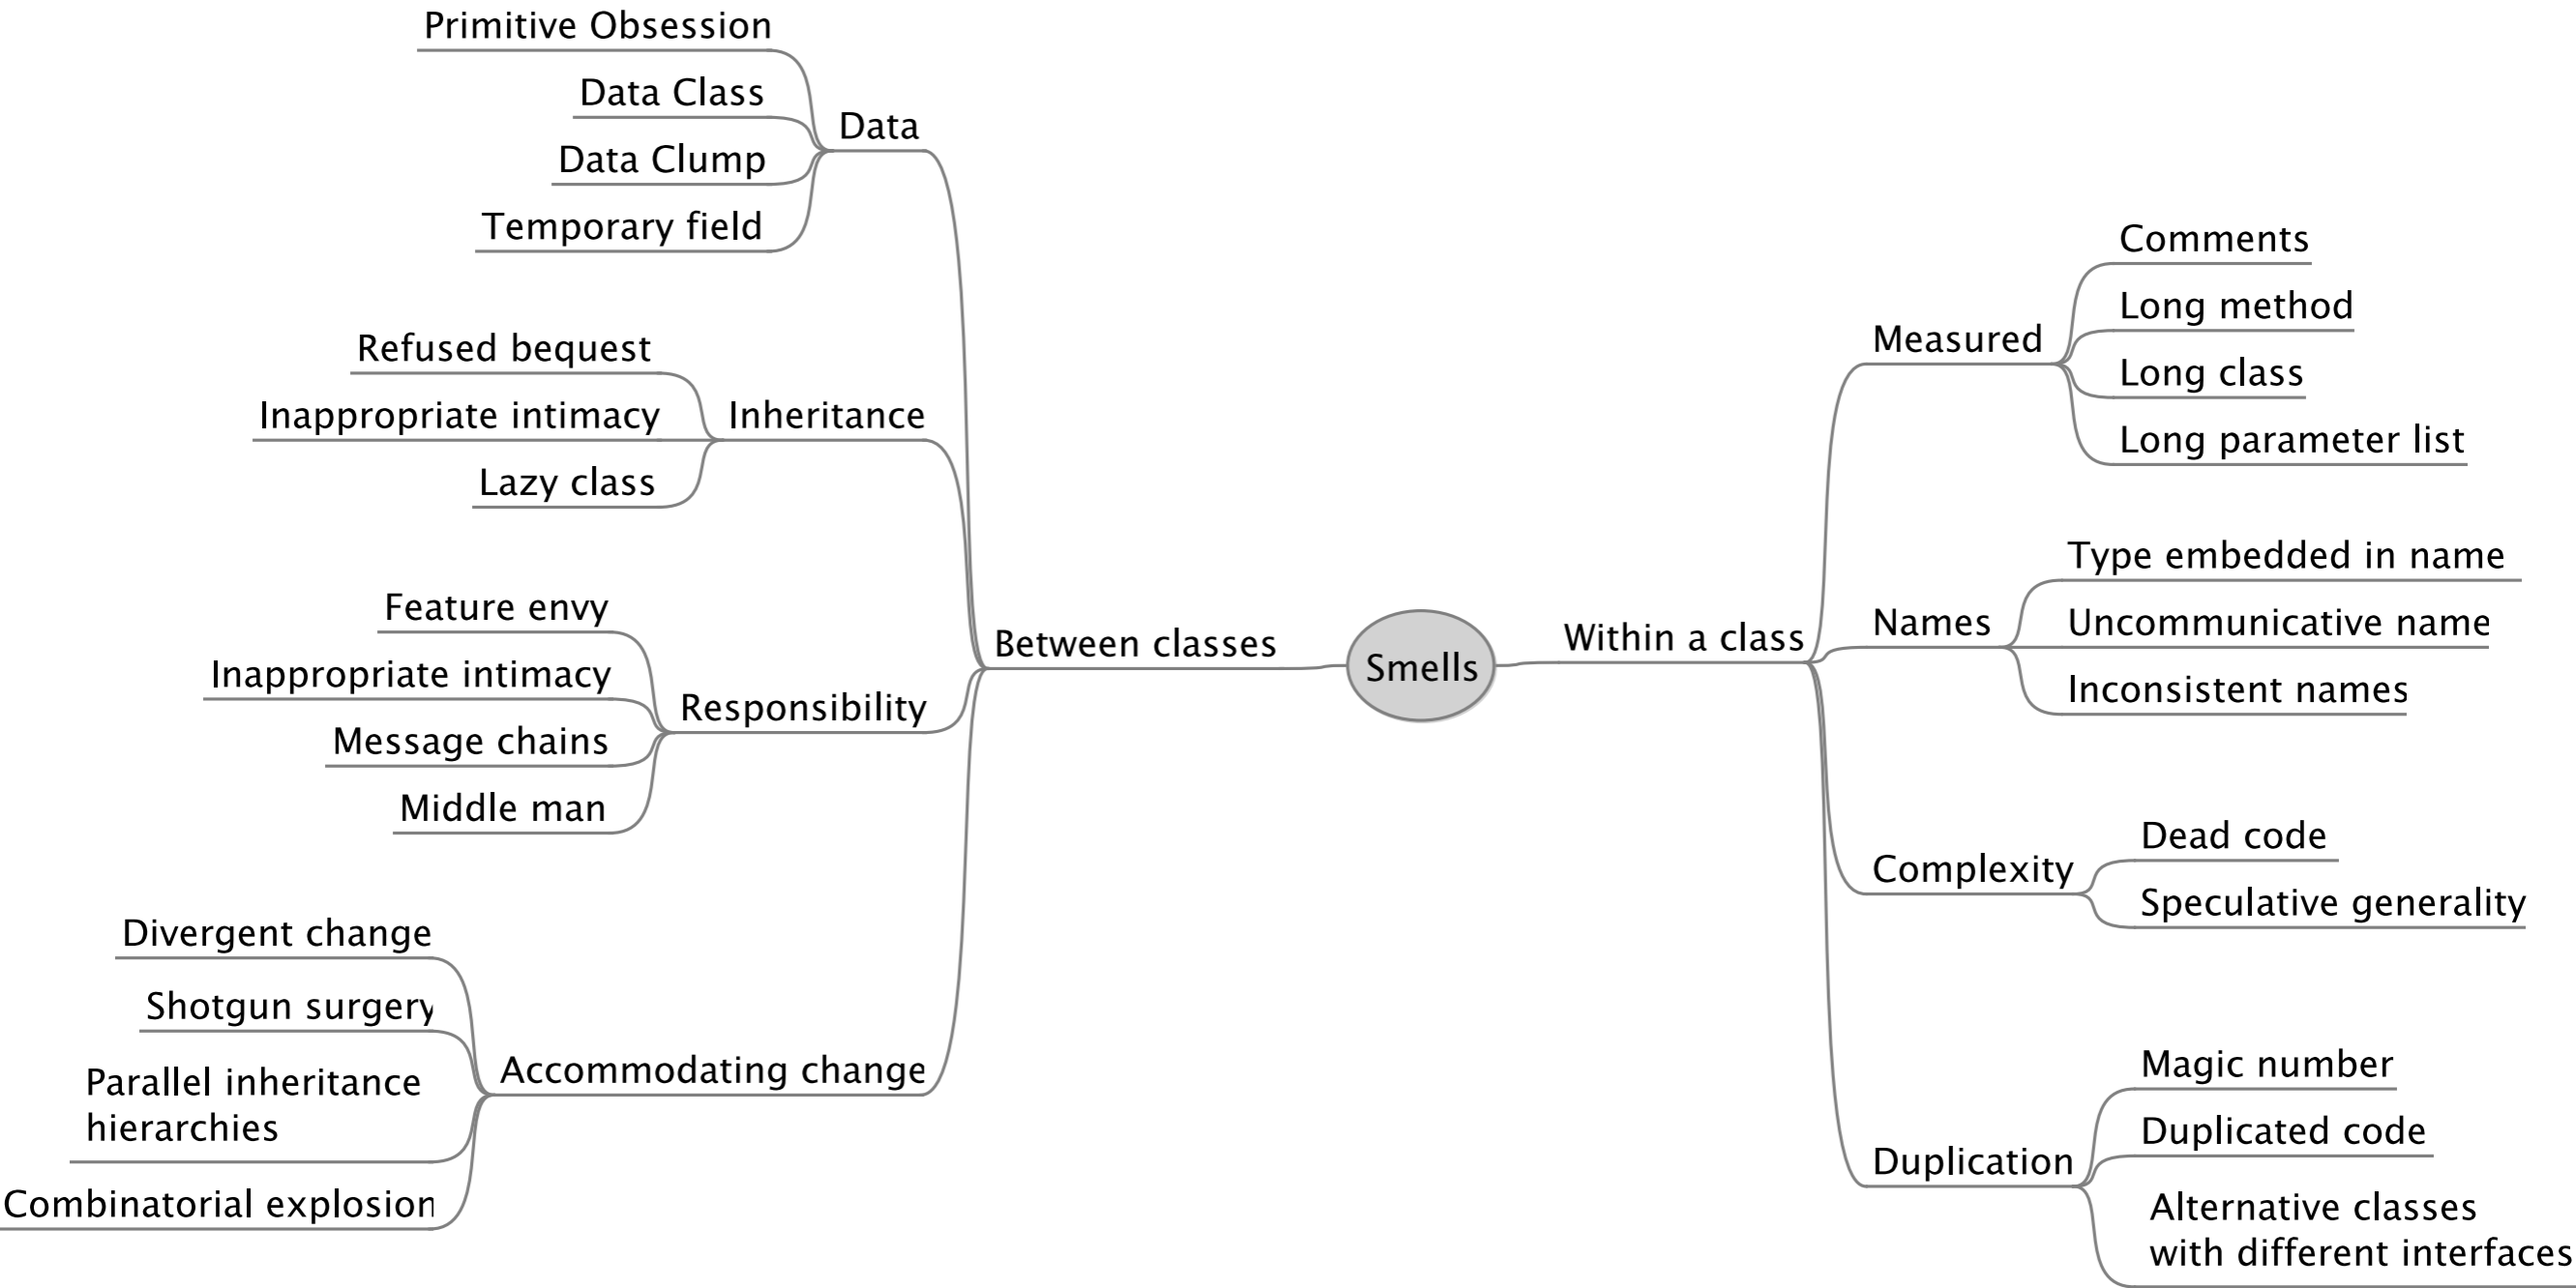 Primitive Obsession
Data Class
Data Clump
Temporary field
Data
Refused bequest
Inappropriate intimacy
Lazy class
Inheritance
Feature envy
Inappropriate intimacy
Message chains
Middle man
Responsibility
Divergent change
Shotgun surgery
Parallel inheritance
hierarchies
Combinatorial explosion
Accommodating change
Between classes
Smells
Within a class
Measured
Comments
Long method
Long class
Long parameter list
Names
Type embedded in name
Uncommunicative name
Inconsistent names
Complexity
Dead code
Speculative generality
Duplication
Magic number
Duplicated code
Alternative classes
with different interfaces